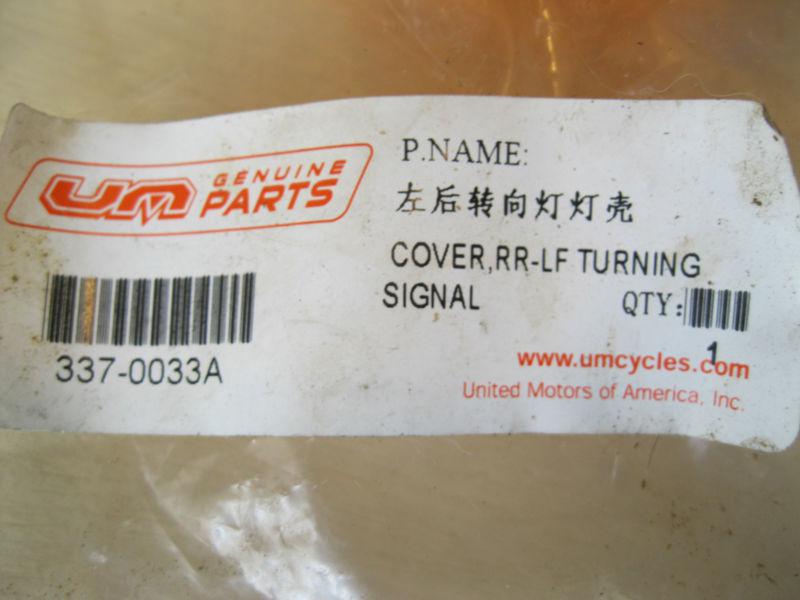 UM GENUINE PARTS
337-0033A
P.NAME:
左后转向灯灯壳
COVER,RR-LF TURNING
SIGNAL
QTY:
1
www.umcycles.com
United Motors of America, Inc.